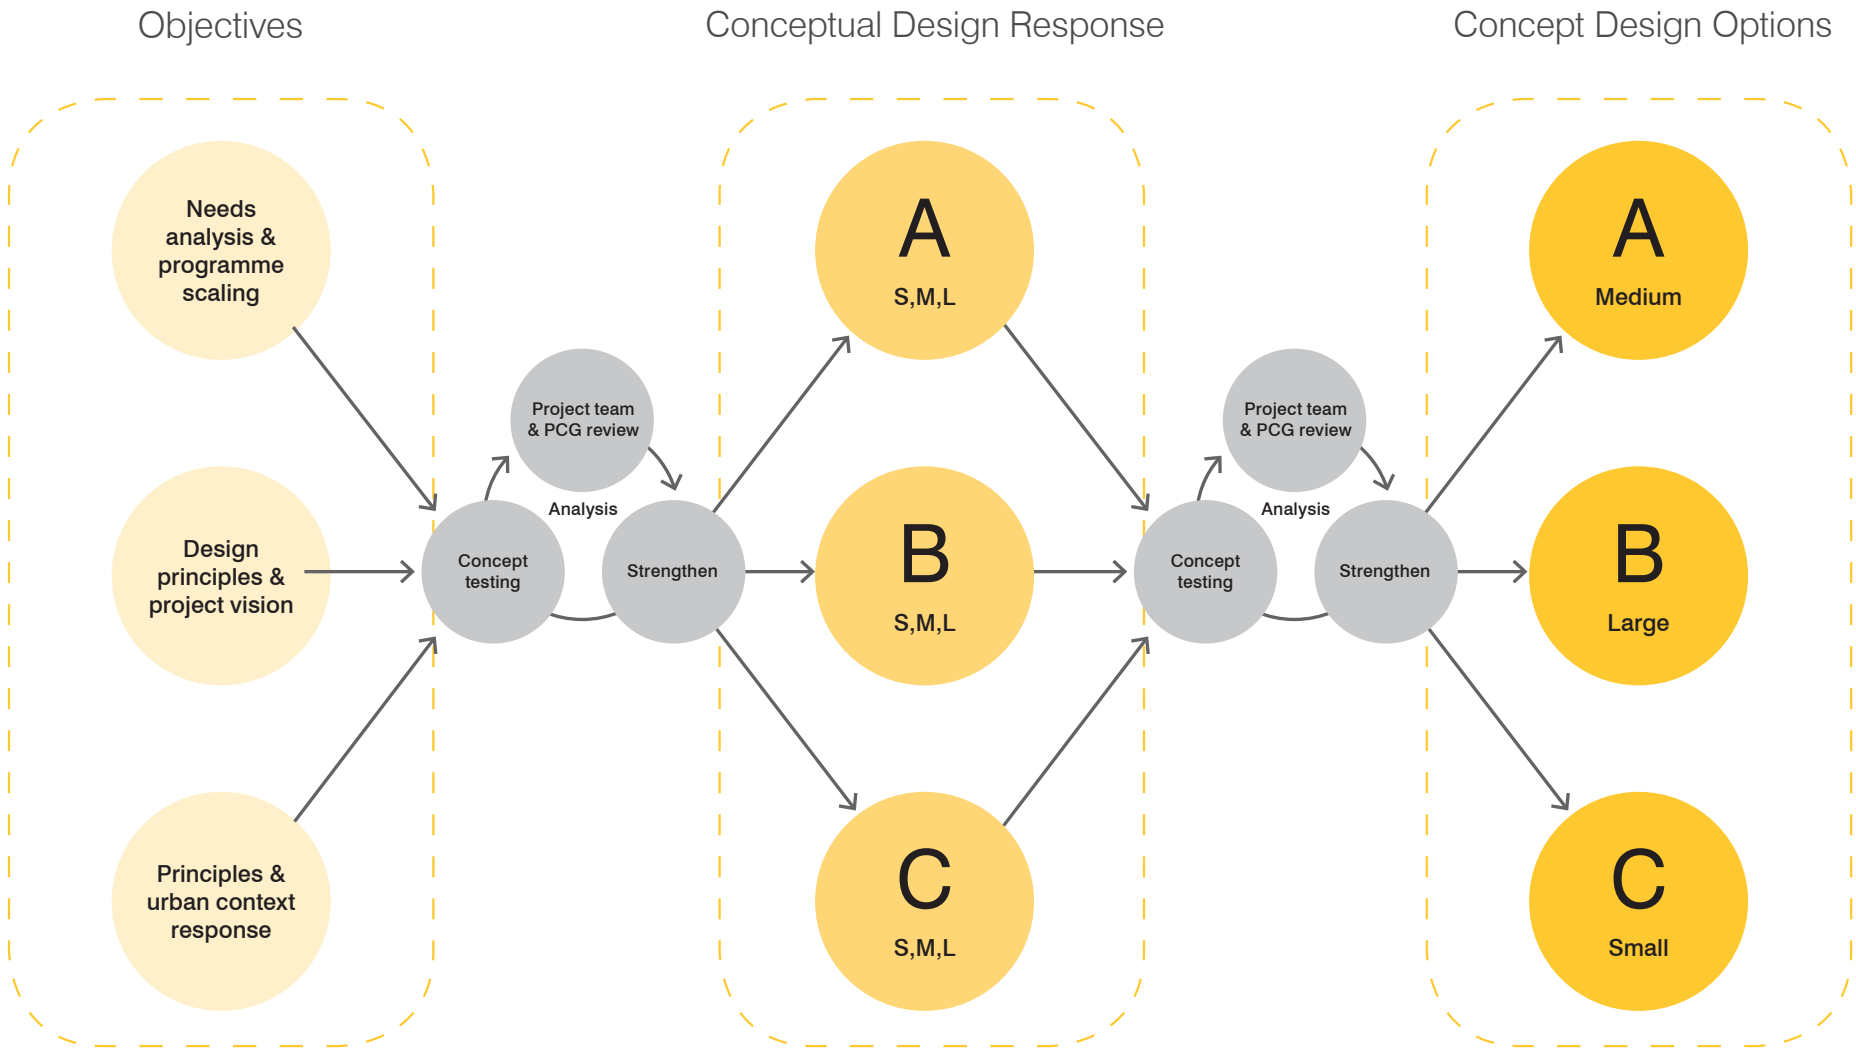 Objectives
Conceptual Design Response
Concept Design Options
Needs
analysis &
programme
scaling
Design
principles &
project vision
Principles &
urban context
response
Project team
& PCG review
Analysis
Concept
testing
Strengthen
A
S,M,L
B
S,M,L
C
S,M,L
Project team
& PCG review
Analysis
Concept
testing
Strengthen
A
Medium
B
Large
C
Small